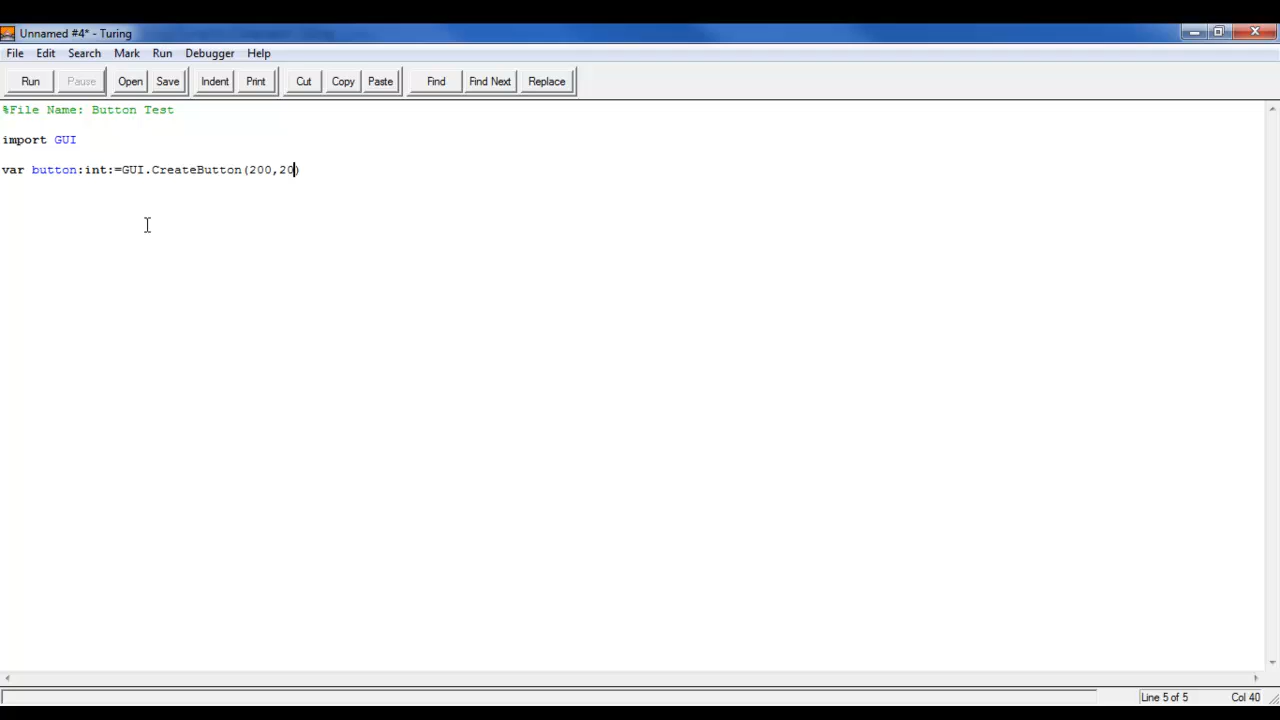 Unnamed #4* - Turing
File Edit Search Mark Run Debugger Help
Run Pause Open Save Indent Print Cut Copy Paste Find Find Next Replace
%File Name: Button Test
import GUI
var button:int:=GUI.CreateButton(200,20)
Line 5 of 5 Col 40